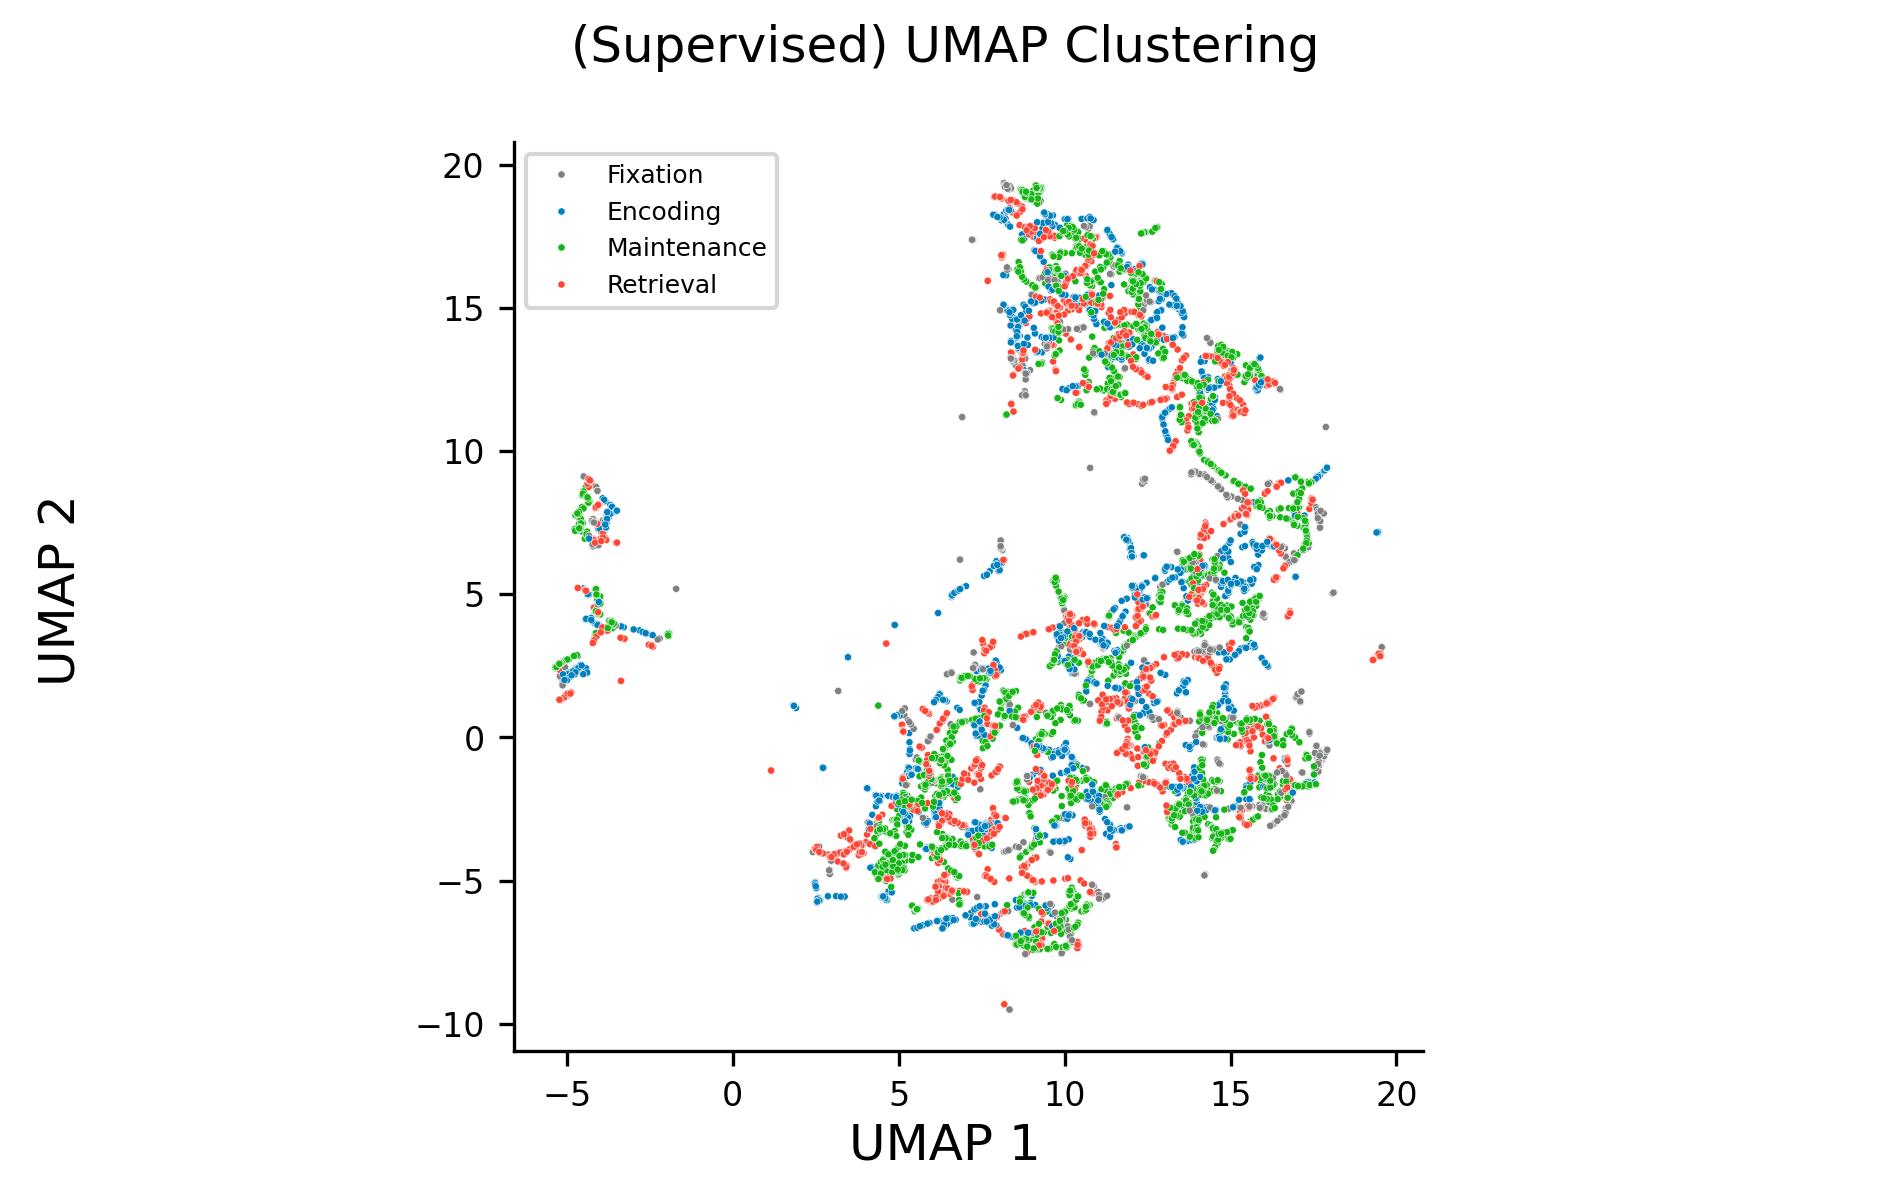 (Supervised) UMAP Clustering
Fixation
Encoding
Maintenance
Retrieval
20
15
10
5
0
−5
−10
UMAP 2
−5 0 5 10 15 20
UMAP 1